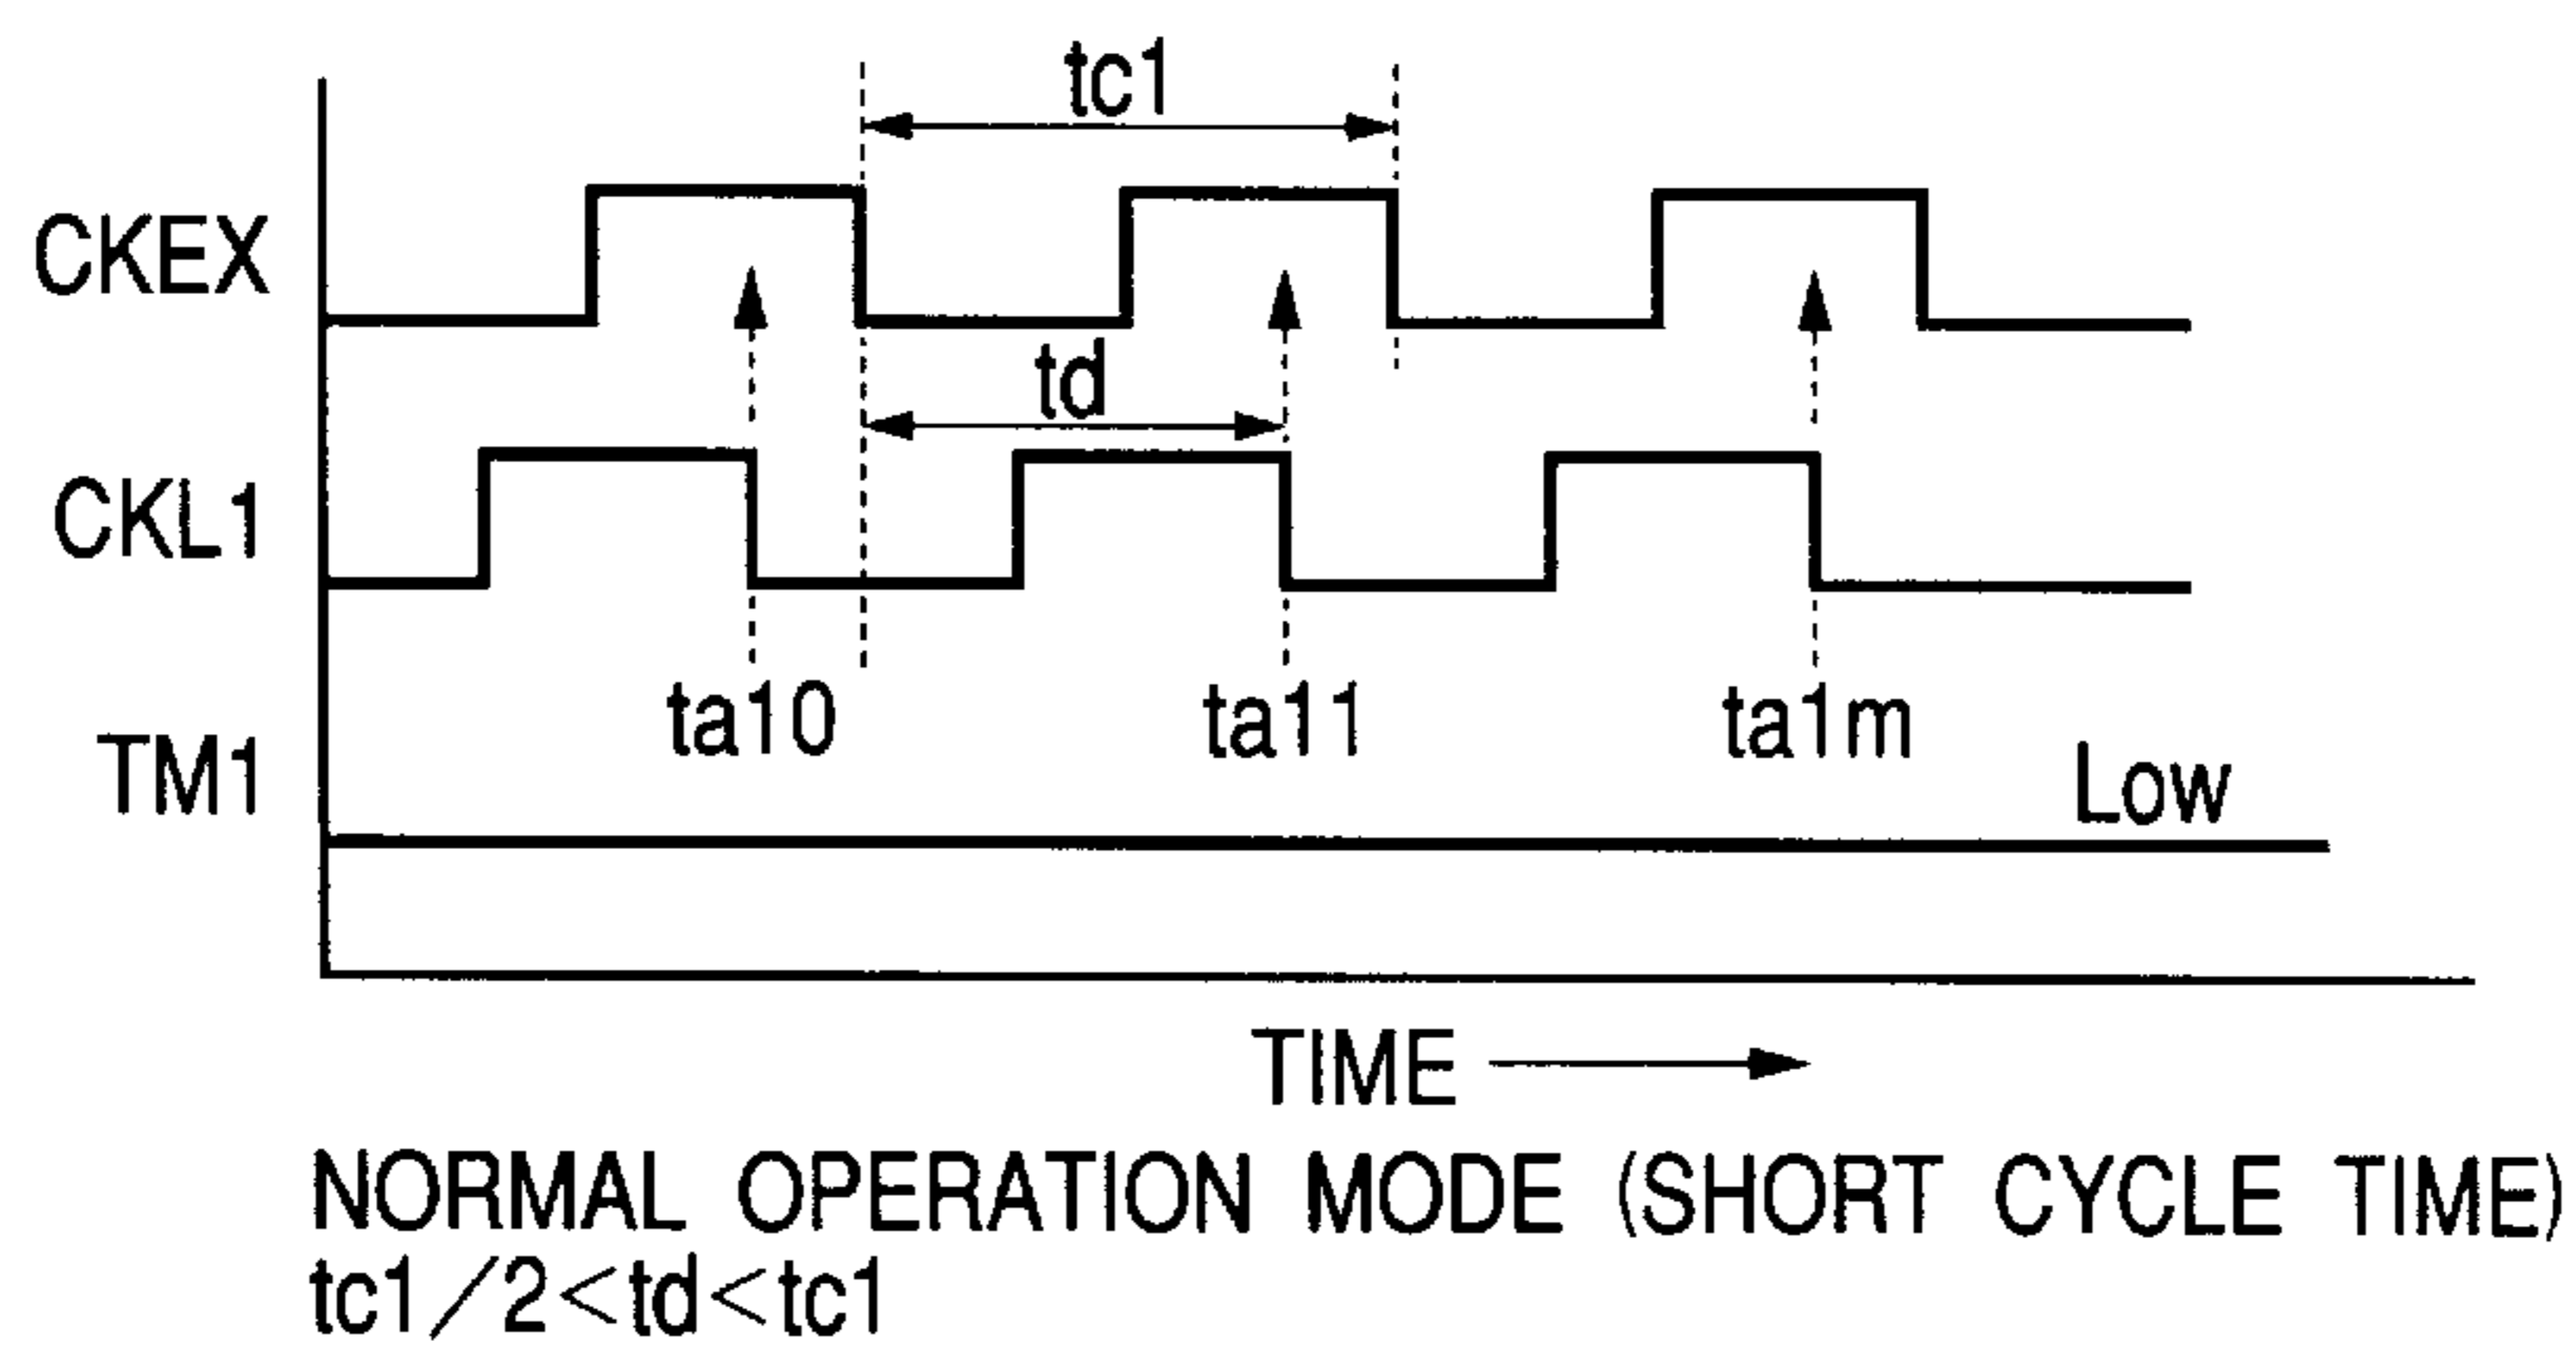 tc1
CKEX
td
CKL1
ta10 ta11 ta1m
TM1
Low
TIME
NORMAL OPERATION MODE (SHORT CYCLE TIME)
tc1/2<td<tc1